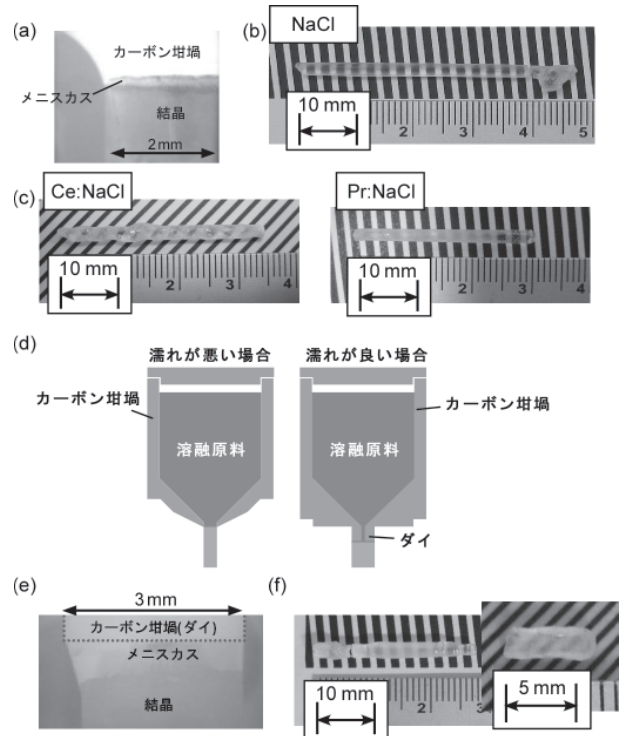 (a)
カーボン坩堝
メニスカス
結晶
2mm
(b)
NaCl
10 mm
2
3
4
5
(c)
Ce:NaCl
10 mm
2
3
4
Pr:NaCl
10 mm
2
3
4
(d)
濡れが悪い場合
濡れが良い場合
カーボン坩堝
カーボン坩堝
溶融原料
溶融原料
ダイ
(e)
3mm
カーボン坩堝(ダイ)
メニスカス
結晶
(f)
10 mm
2
3
5 mm